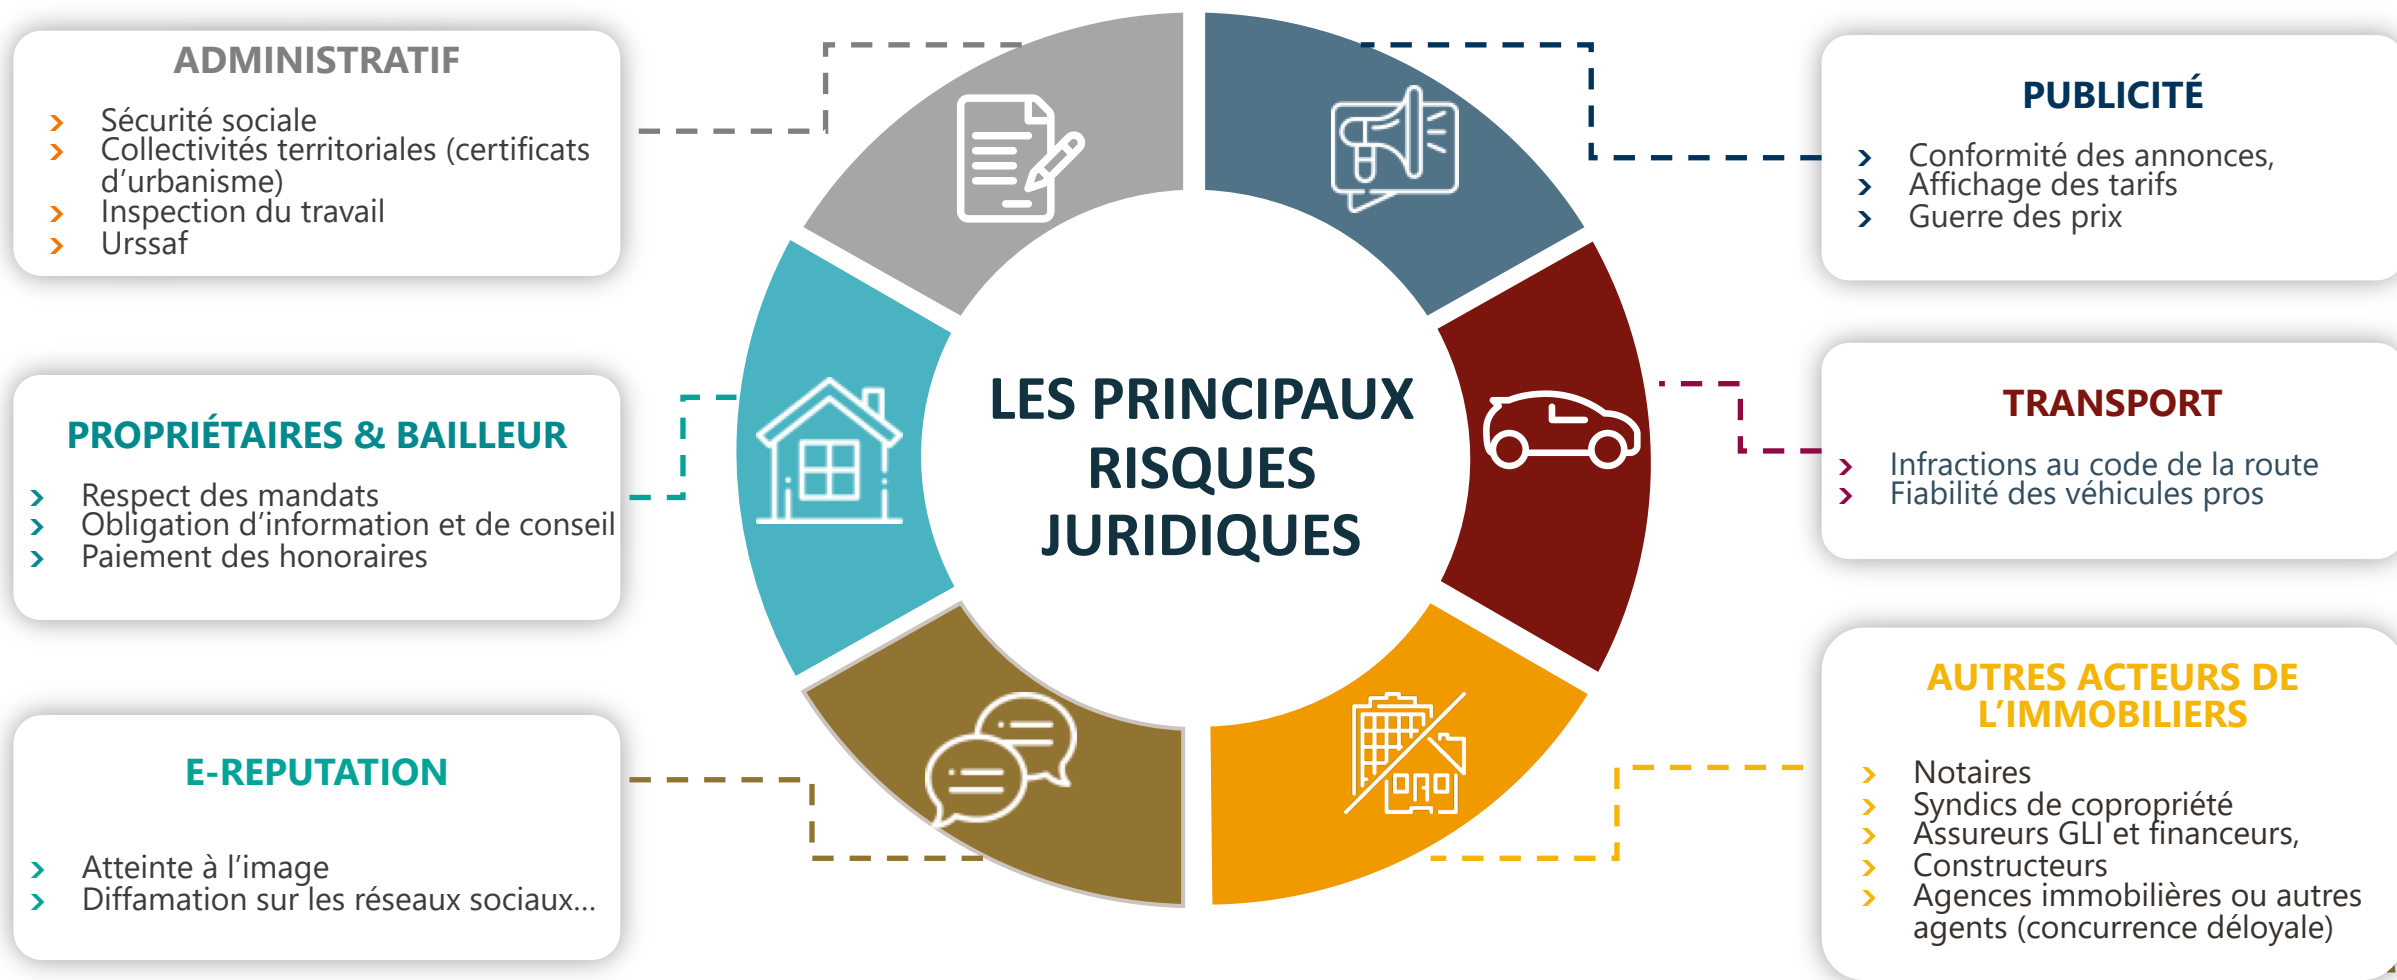 ADMINISTRATIF
› Sécurité sociale
› Collectivités territoriales (certificats
d’urbanisme)
› Inspection du travail
› Urssaf
PROPRIÉTAIRES & BAILLEUR
› Respect des mandats
› Obligation d’information et de conseil
› Paiement des honoraires
E-REPUTATION
› Atteinte à l’image
› Diffamation sur les réseaux sociaux…
LES PRINCIPAUX
RISQUES
JURIDIQUES
PUBLICITÉ
› Conformité des annonces,
› Affichage des tarifs
› Guerre des prix
TRANSPORT
› Infractions au code de la route
› Fiabilité des véhicules pros
AUTRES ACTEURS DE
L’IMMOBILIERS
› Notaires
› Syndics de copropriété
› Assureurs GLI et financeurs,
› Constructeurs
› Agences immobilières ou autres
agents (concurrence déloyale)